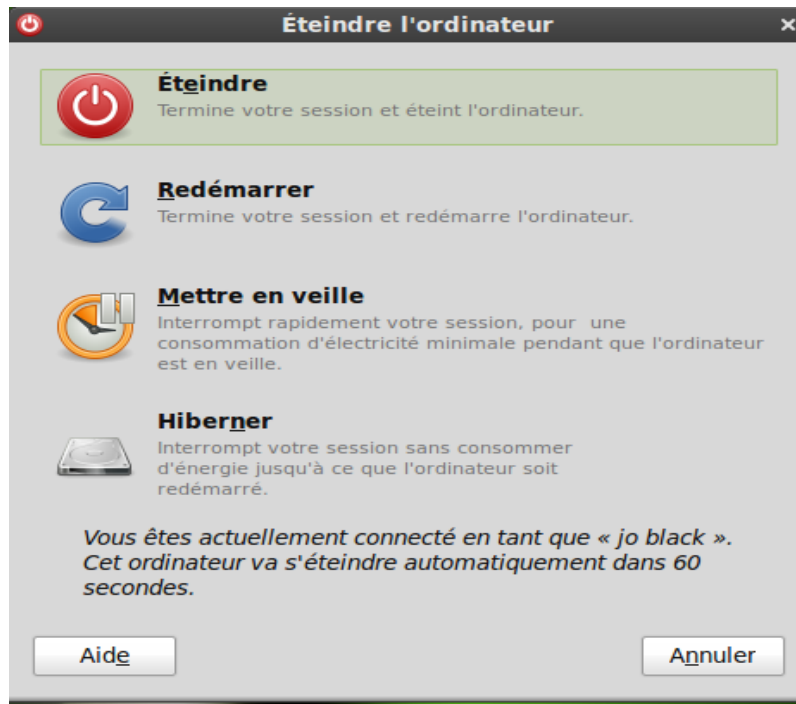 Éteindre l'ordinateur ×
Éteindre
Termine votre session et éteint l'ordinateur.
Redémarrer
Termine votre session et redémarre l'ordinateur.
Mettre en veille
Interrompt rapidement votre session, pour  une
consommation d'électricité minimale pendant que l'ordinateur
est en veille.
Hiberner
Interrompt votre session sans consommer
d'énergie jusqu'à ce que l'ordinateur soit
redémarré.
Vous êtes actuellement connecté en tant que « jo black ».
Cet ordinateur va s'éteindre automatiquement dans 60
secondes.
Aide Annuler